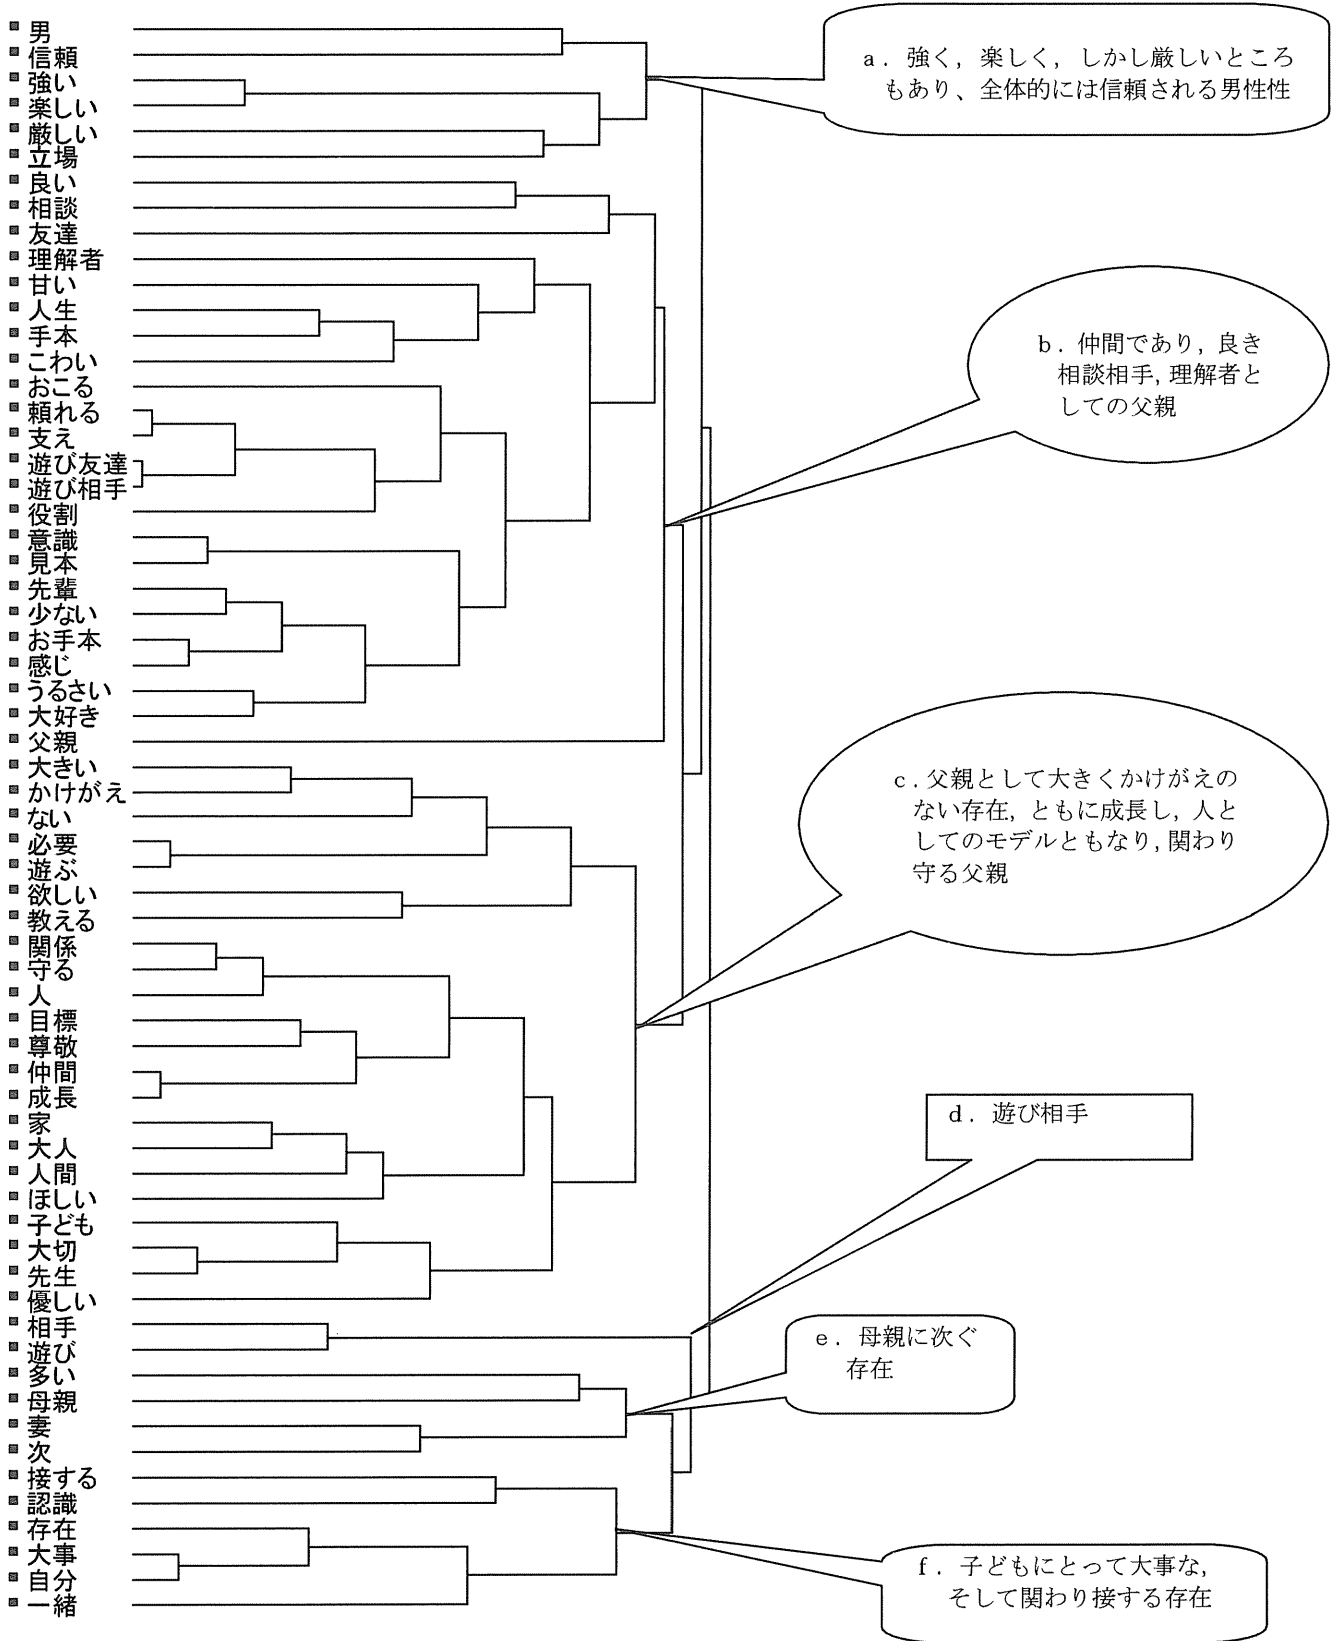 男
信頼
強い
楽しい
厳しい
立場
良い
相談
友達
理解者
甘い
人生
手本
こわい
おこる
頼れる
支え
遊び友達
遊び相手
役割
意識
見本
先輩
少ない
お手本
感じ
うるさい
大好き
父親
大きい
かけがえ
ない
必要
遊ぶ
欲しい
教える
関係
守る
人
目標
尊敬
仲間
成長
家
大人
人間
ほしい
子ども
大切
先生
優しい
相手
遊び
多い
母親
妻
次
接する
認識
存在
大事
自分
一緒
a．強く，楽しく，しかし厳しいところ
もあり、全体的には信頼される男性性
b．仲間であり，良き
相談相手，理解者と
しての父親
c．父親として大きくかけがえの
ない存在，ともに成長し，人と
してのモデルともなり，関わり
守る父親
d．遊び相手
e．母親に次ぐ
存在
f．子どもにとって大事な，
そして関わり接する存在